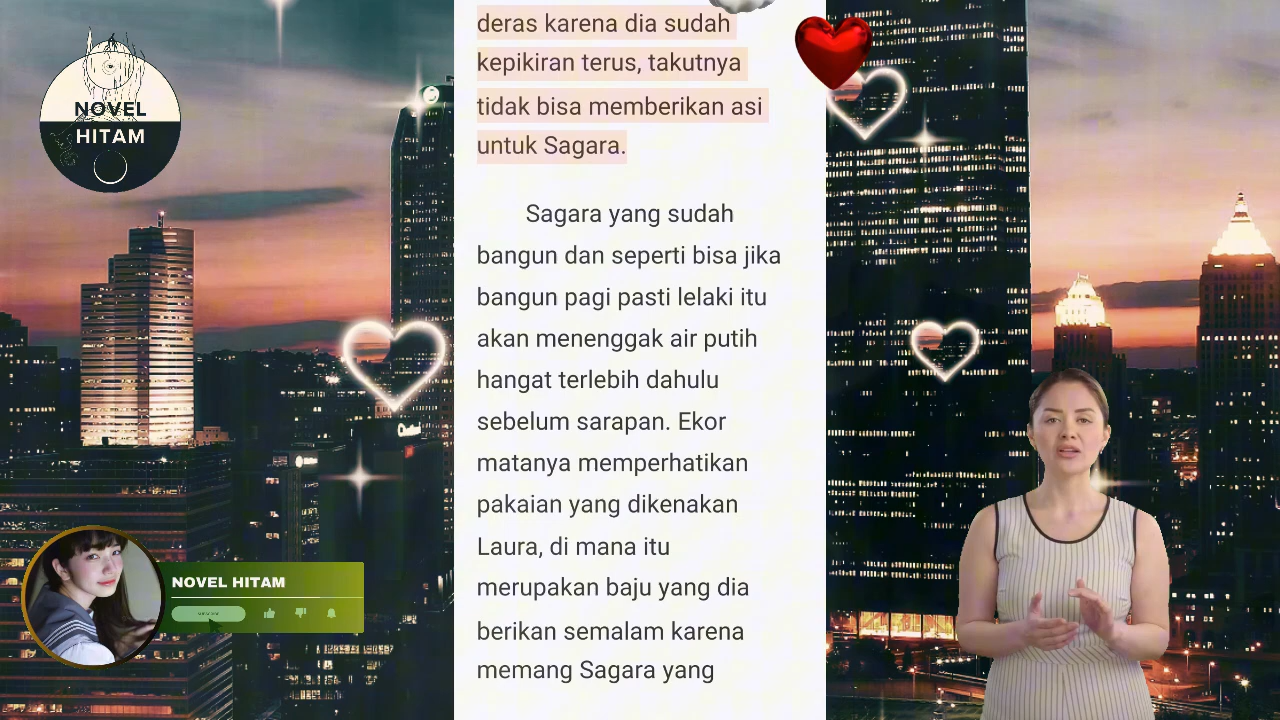 NOVEL
HITAM
deras karena dia sudah
kepikiran terus, takutnya
tidak bisa memberikan asi
untuk Sagara.
Sagara yang sudah
bangun dan seperti bisa jika
bangun pagi pasti lelaki itu
akan menenggak air putih
hangat terlebih dahulu
sebelum sarapan. Ekor
matanya memperhatikan
pakaian yang dikenakan
Laura, di mana itu
merupakan baju yang dia
berikan semalam karena
memang Sagara yang
NOVEL HITAM